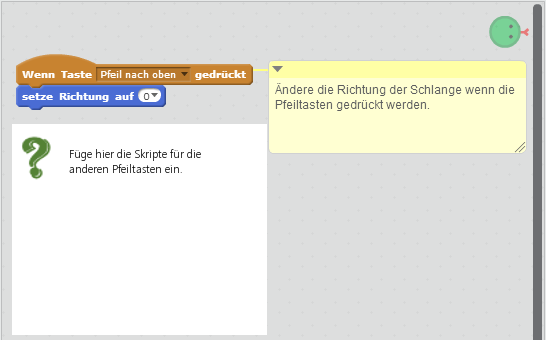 Wenn Taste Pfeil nach oben gedrückt
setze Richtung auf 0
Ändere die Richtung der Schlange wenn die
Pfeiltasten gedrückt werden.
Füge hier die Skripte für die
anderen Pfeiltasten ein.